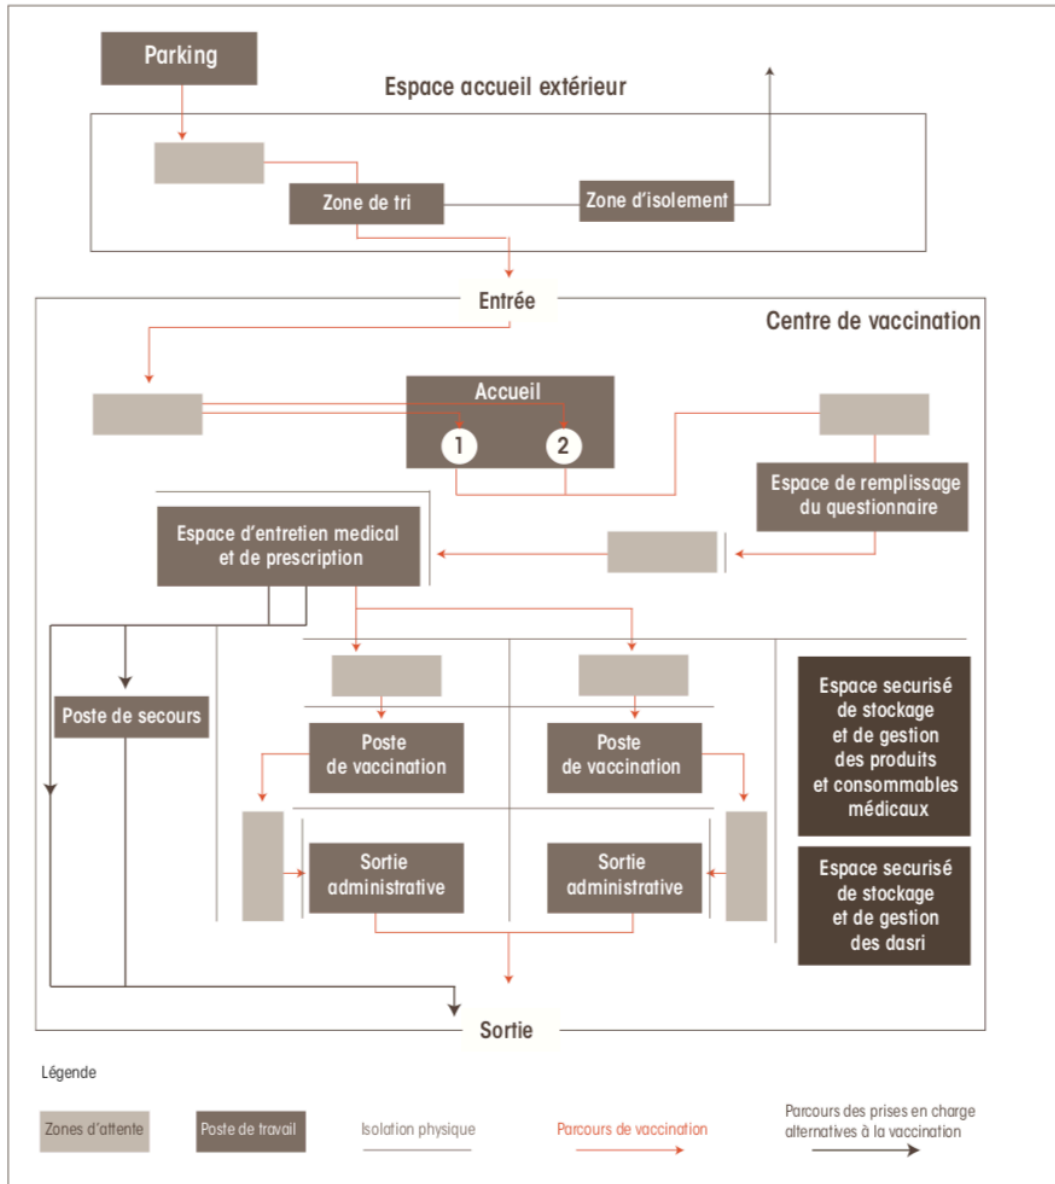 Parking
Espace accueil extérieur
Zone de tri
Zone d'isolement
Entrée
Centre de vaccination
Accueil
1
2
Espace de remplissage
du questionnaire
Espace d'entretien medical
et de prescription
Poste de secours
Poste
de vaccination
Poste
de vaccination
Espace securisé
de stockage
et de gestion
des produits
et consommables
médicaux
Sortie
administrative
Sortie
administrative
Espace securisé
de stockage
et de gestion
des dasri
Sortie
Légende
Zones d'attente
Poste de travail
Isolation physique
Parcours de vaccination
Parcours des prises en charge
alternatives à la vaccination